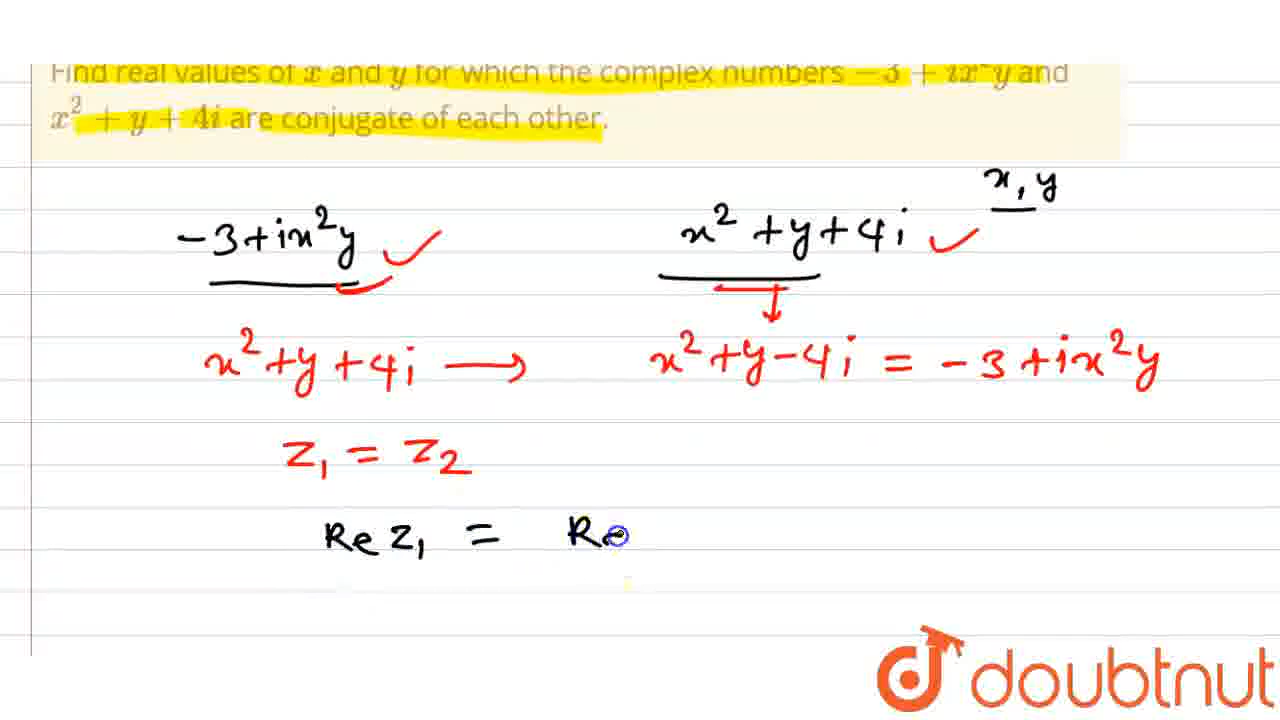 Find real values of x and y for which the complex numbers −3 + ix²y and
x² + y + 4i are conjugate of each other.
x, y
-3+ix²y x² +y+4i
x²+y+4i → x²+y-4i = -3+ix²y
z₁ = z₂
Re z₁ = Re
doubtnut